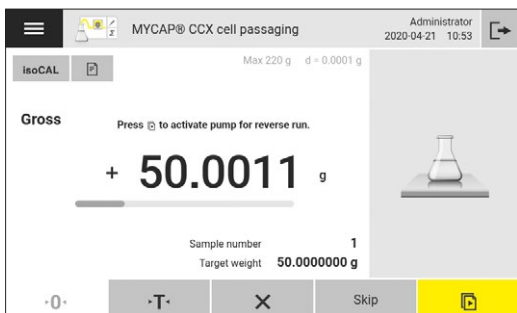 MYCAP® CCX cell passaging
Administrator
2020-04-21 10:53
isoCAL
Max 220 g d = 0.0001 g
Gross
Press to activate pump for reverse run.
+ 50.0011 g
Sample number 1
Target weight 50.0000000 g
0 T Skip